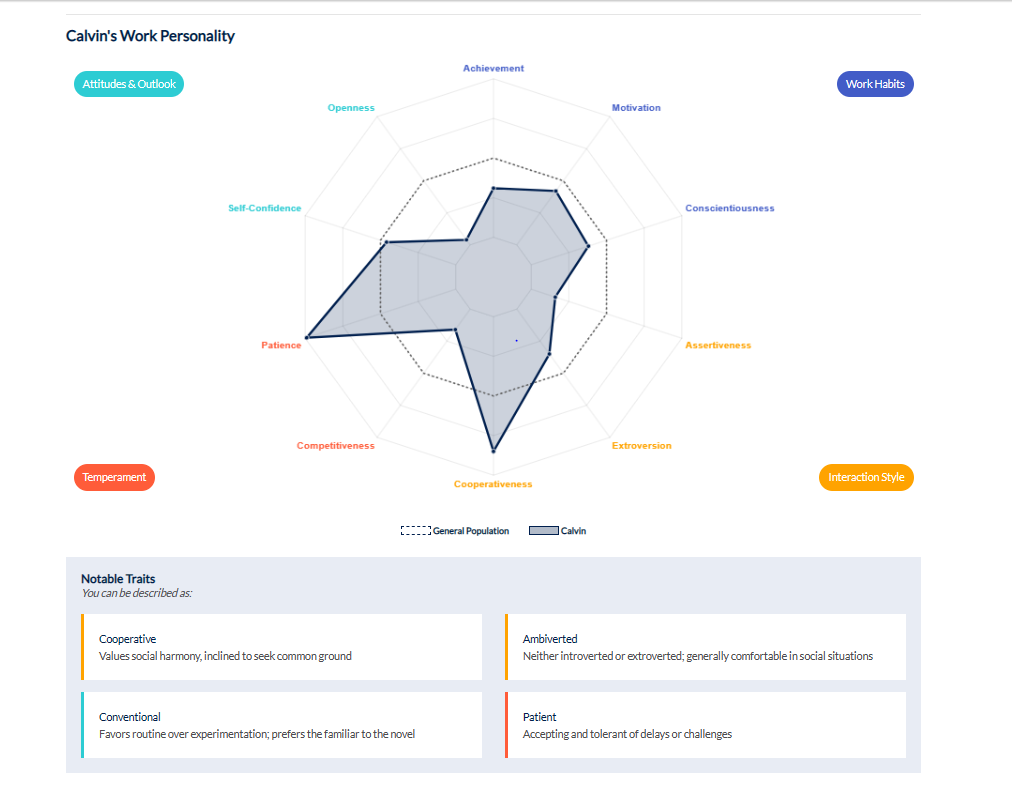 Calvin's Work Personality
Attitudes & Outlook
Work Habits
Achievement
Openness
Motivation
Self-Confidence
Conscientiousness
Patience
Assertiveness
Competitiveness
Extroversion
Temperament
Interaction Style
Cooperativeness
General Population
Calvin
Notable Traits
You can be described as:
Cooperative
Values social harmony, inclined to seek common ground
Ambiverted
Neither introverted or extroverted; generally comfortable in social situations
Conventional
Favors routine over experimentation; prefers the familiar to the novel
Patient
Accepting and tolerant of delays or challenges